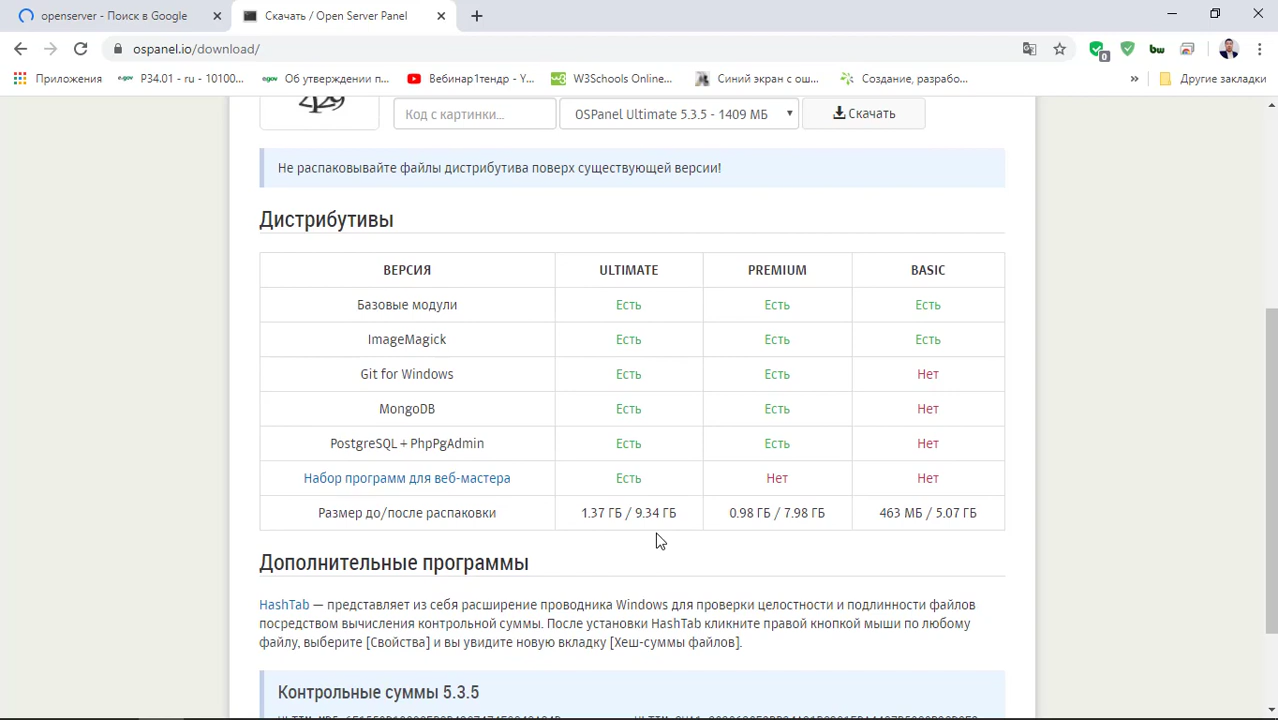 openserver - Поиск в Google
Скачать / Open Server Panel
ospanel.io/download/
0
bw
Приложения
P34.01 - ru - 10100...
Об утверждении п...
Вебинар1тендр - Y...
W3Schools Online...
Синий экран с ош...
Создание, разрабо...
»
Другие закладки
429
Код с картинки...
OSPanel Ultimate 5.3.5 - 1409 МБ
Скачать
Не распаковывайте файлы дистрибутива поверх существующей версии!
Дистрибутивы
ВЕРСИЯ ULTIMATE PREMIUM BASIC
Базовые модули Есть Есть Есть
ImageMagick Есть Есть Есть
Git for Windows Есть Есть Нет
MongoDB Есть Есть Нет
PostgreSQL + PhpPgAdmin Есть Есть Нет
Набор программ для веб-мастера Есть Нет Нет
Размер до/после распаковки 1.37 ГБ / 9.34 ГБ 0.98 ГБ / 7.98 ГБ 463 МБ / 5.07 ГБ
Дополнительные программы
HashTab — представляет из себя расширение проводника Windows для проверки целостности и подлинности файлов
посредством вычисления контрольной суммы. После установки HashTab кликните правой кнопкой мыши по любому
файлу, выберите [Свойства] и вы увидите новую вкладку [Хеш-суммы файлов].
Контрольные суммы 5.3.5